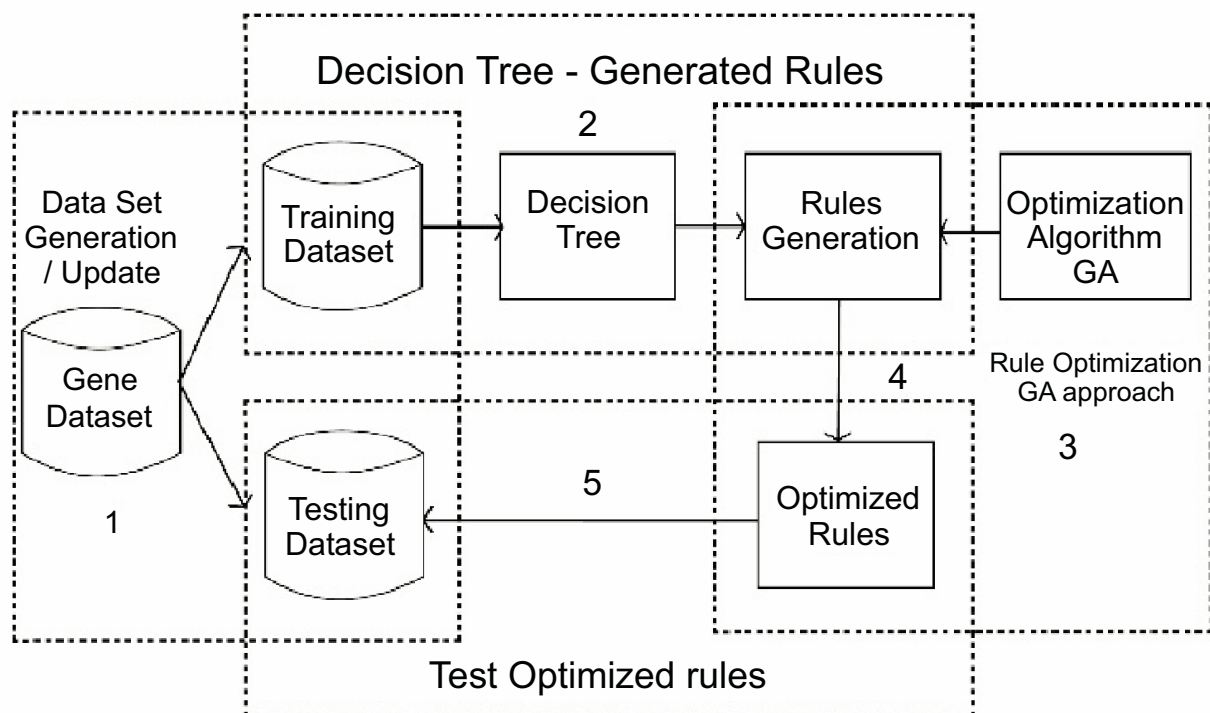 Decision Tree - Generated Rules
2
Data Set
Generation
/ Update
Training
Dataset
Decision
Tree
Rules
Generation
Optimization
Algorithm
GA
Gene
Dataset
1
4
Rule Optimization
GA approach
3
Testing
Dataset
5
Optimized
Rules
Test Optimized rules